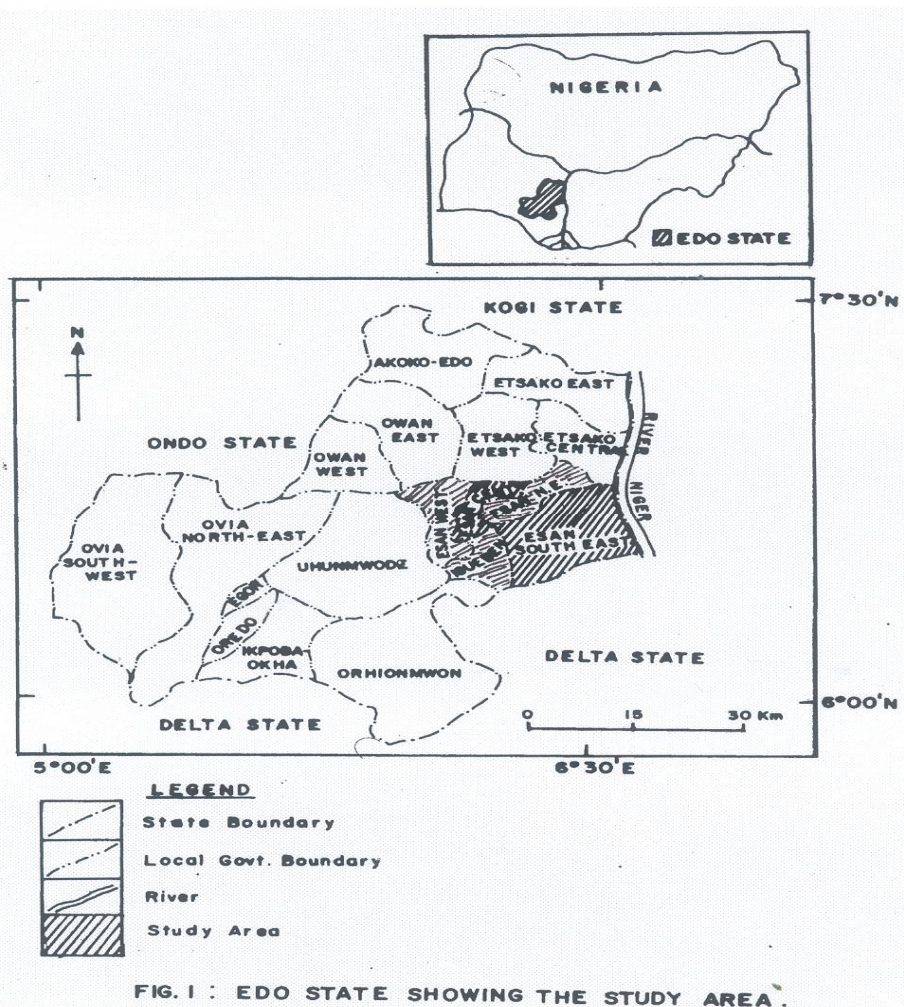 NIGERIA
EDO STATE
KOGI STATE
7°30'N
N
AKOKO-EDO
ETSAKO EAST
RIVER NIGER
ONDO STATE
OWAN
EAST
ETSAKO
WEST
ETSAKO
CENTRAL
OWAN
WEST
ESAN WEST
ESAN
SOUTH EAST
OVIA
NORTH-EAST
OVIA
SOUTH-
WEST
UHUNMWODZ
EGOR
OREDO
IKPOBA-
OKHA
ORHIONMWON
DELTA STATE
DELTA STATE
0 15 30 Km
6°00'N
5°00'E
6°30'E
LEGEND
State Boundary
Local Govt. Boundary
River
Study Area
FIG. 1 : EDO STATE SHOWING THE STUDY AREA .